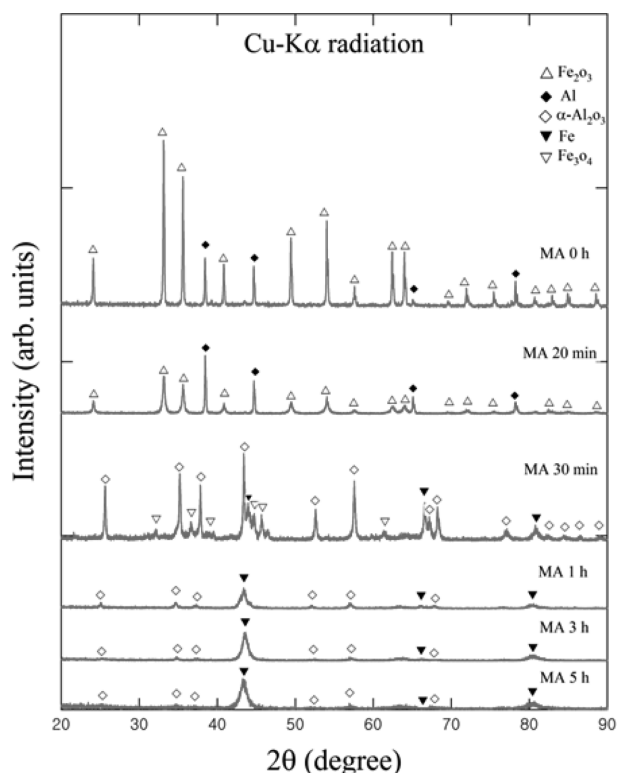 Cu-Kα radiation
△ Fe₂o₃
◆ Al
◇ α-Al₂o₃
▼ Fe
▽ Fe₃o₄
MA 0 h
MA 20 min
MA 30 min
MA 1 h
MA 3 h
MA 5 h
Intensity (arb. units)
20 30 40 50 60 70 80 90
2θ (degree)